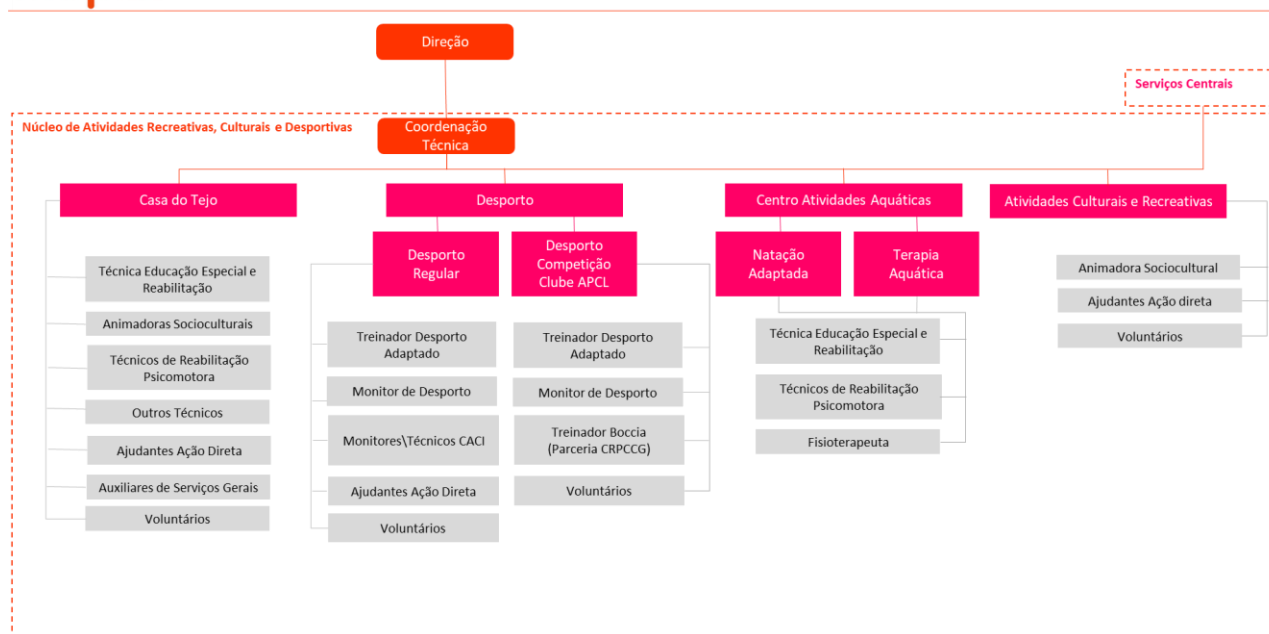 Direção
Serviços Centrais
Núcleo de Atividades Recreativas, Culturais e Desportivas
Coordenação
Técnica
Casa do Tejo
Desporto
Centro Atividades Aquáticas
Atividades Culturais e Recreativas
Desporto
Regular
Desporto
Competição
Clube APCL
Natação
Adaptada
Terapia
Aquática
Técnica Educação Especial e
Reabilitação
Animadoras Socioculturais
Técnicos de Reabilitação
Psicomotora
Outros Técnicos
Ajudantes Ação Direta
Auxiliares de Serviços Gerais
Voluntários
Treinador Desporto
Adaptado
Monitor de Desporto
Monitores\Técnicos CACI
Ajudantes Ação Direta
Voluntários
Treinador Desporto
Adaptado
Monitor de Desporto
Treinador Boccia
(Parceria CRPCCG)
Voluntários
Técnica Educação Especial e
Reabilitação
Técnicos de Reabilitação
Psicomotora
Fisioterapeuta
Animadora Sociocultural
Ajudantes Ação direta
Voluntários